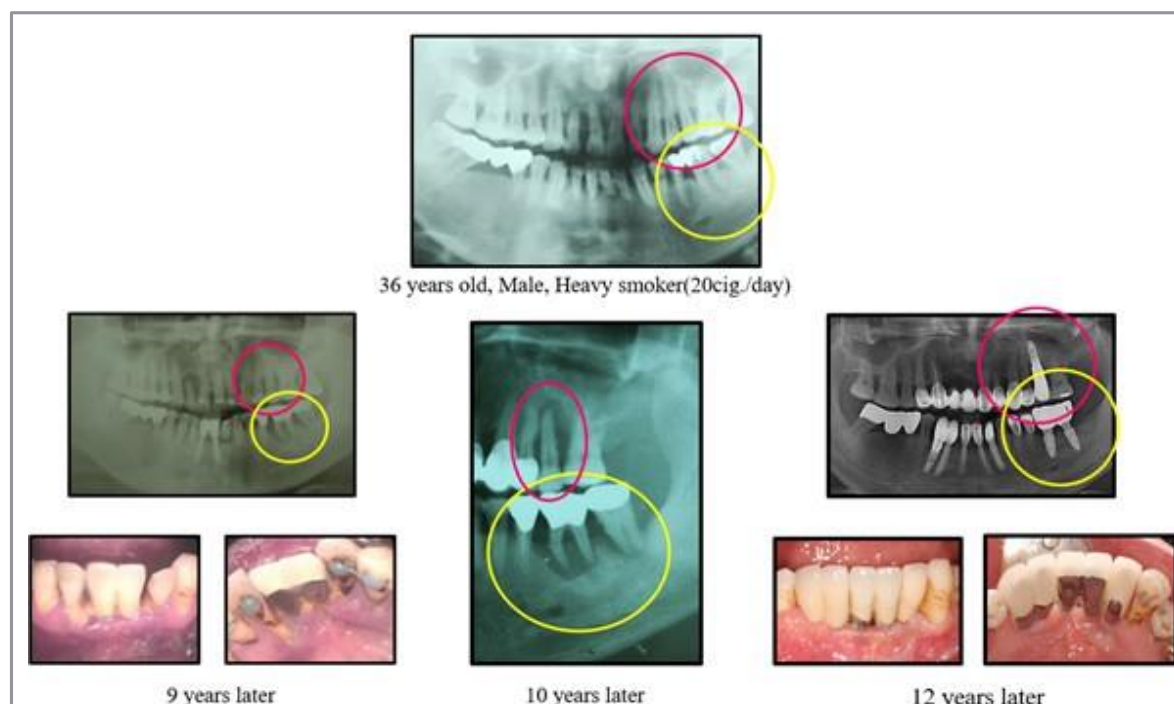 36 years old, Male, Heavy smoker(20cig./day)
9 years later
10 years later
12 years later